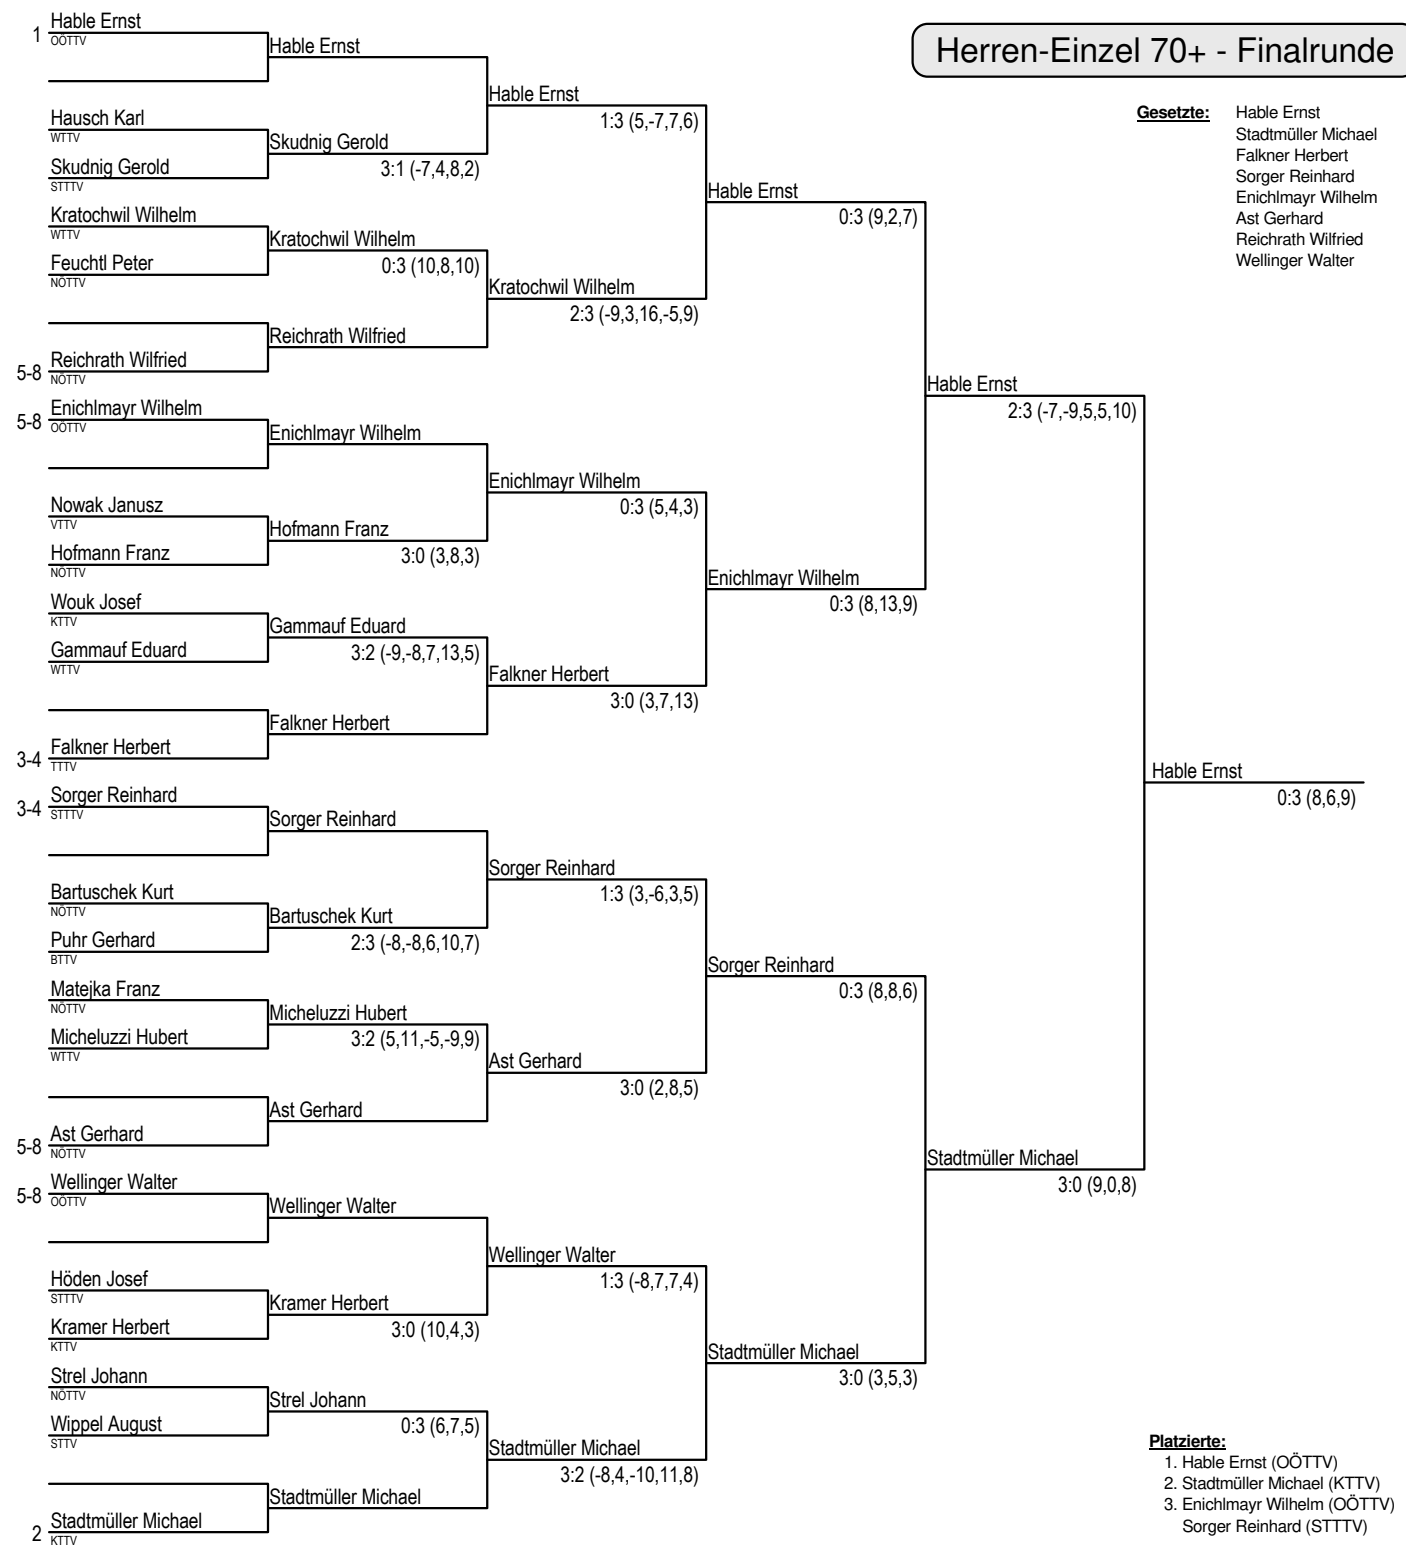 Herren-Einzel 70+ - Finalrunde
Gesetzte: Hable Ernst
Stadtmüller Michael
Falkner Herbert
Sorger Reinhard
Enichlmayr Wilhelm
Ast Gerhard
Reichrath Wilfried
Wellinger Walter
1 Hable Ernst
OÖTTV
Hausch Karl
WTTV
Skudnig Gerold
STTTV
Kratochwil Wilhelm
WTTV
Feuchtl Peter
NÖTTV
5-8 Reichrath Wilfried
NÖTTV
5-8 Enichlmayr Wilhelm
OÖTTV
Nowak Janusz
VTTV
Hofmann Franz
NÖTTV
Wouk Josef
KTTV
Gammauf Eduard
WTTV
3-4 Falkner Herbert
TTTV
3-4 Sorger Reinhard
STTTV
Bartuschek Kurt
NÖTTV
Puhr Gerhard
BTTV
Matejka Franz
NÖTTV
Micheluzzi Hubert
WTTV
5-8 Ast Gerhard
NÖTTV
5-8 Wellinger Walter
OÖTTV
Höden Josef
STTTV
Kramer Herbert
KTTV
Strel Johann
NÖTTV
Wippel August
STTV
2 Stadtmüller Michael
KTTV
Hable Ernst
Skudnig Gerold
3:1 (-7,4,8,2)
Kratochwil Wilhelm
0:3 (10,8,10)
Reichrath Wilfried
Enichlmayr Wilhelm
Hofmann Franz
3:0 (3,8,3)
Gammauf Eduard
3:2 (-9,-8,7,13,5)
Falkner Herbert
Sorger Reinhard
Bartuschek Kurt
2:3 (-8,-8,6,10,7)
Micheluzzi Hubert
3:2 (5,11,-5,-9,9)
Ast Gerhard
Wellinger Walter
Kramer Herbert
3:0 (10,4,3)
Strel Johann
0:3 (6,7,5)
Stadtmüller Michael
Hable Ernst
1:3 (5,-7,7,6)
Kratochwil Wilhelm
2:3 (-9,3,16,-5,9)
Enichlmayr Wilhelm
0:3 (5,4,3)
Falkner Herbert
3:0 (3,7,13)
Sorger Reinhard
1:3 (3,-6,3,5)
Ast Gerhard
3:0 (2,8,5)
Wellinger Walter
1:3 (-8,7,7,4)
Stadtmüller Michael
3:2 (-8,4,-10,11,8)
Hable Ernst
0:3 (9,2,7)
Enichlmayr Wilhelm
0:3 (8,13,9)
Sorger Reinhard
0:3 (8,8,6)
Stadtmüller Michael
3:0 (3,5,3)
Hable Ernst
2:3 (-7,-9,5,5,10)
Stadtmüller Michael
3:0 (9,0,8)
Hable Ernst
0:3 (8,6,9)
Platzierte:
1. Hable Ernst (OÖTTV)
2. Stadtmüller Michael (KTTV)
3. Enichlmayr Wilhelm (OÖTTV)
Sorger Reinhard (STTTV)